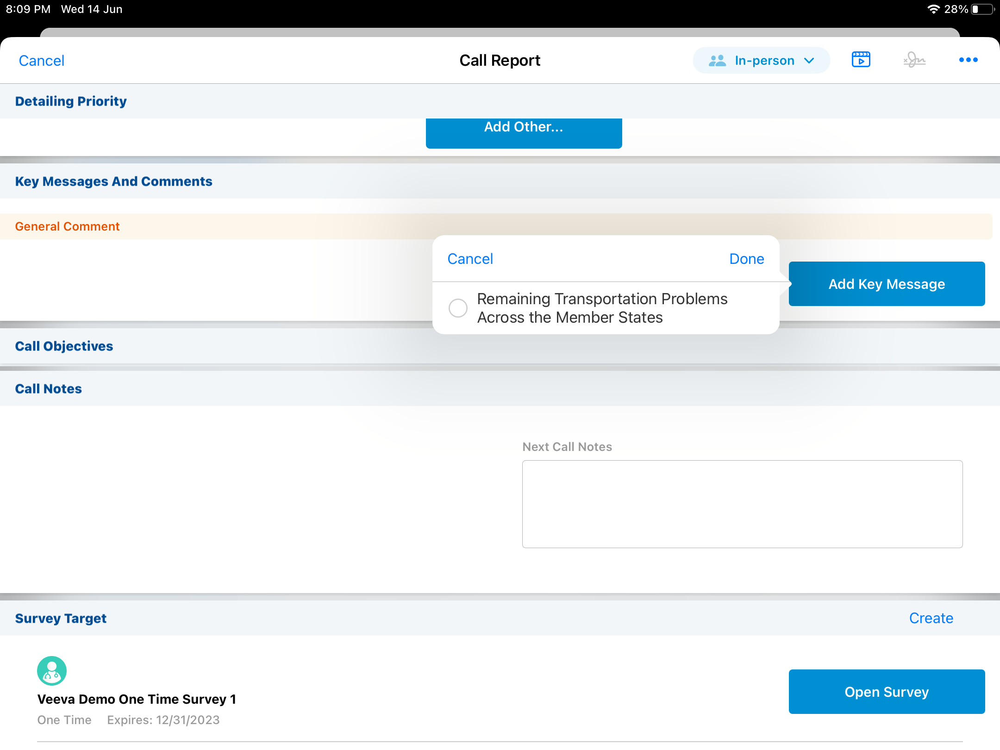 8:09 PM Wed 14 Jun 28%
Cancel Call Report In-person
Detailing Priority
Add Other...
Key Messages And Comments
General Comment
Cancel Done
Add Key Message
Remaining Transportation Problems
Across the Member States
Call Objectives
Call Notes
Next Call Notes
Survey Target Create
Veeva Demo One Time Survey 1
One Time Expires: 12/31/2023
Open Survey